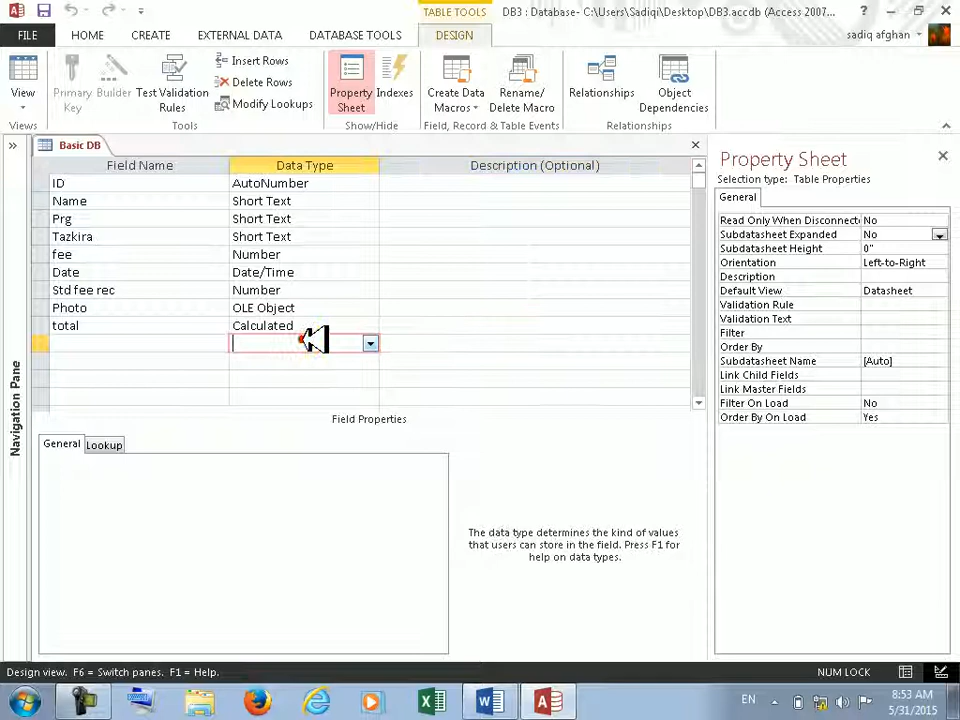 TABLE TOOLS
DB3 : Database- C:\Users\Sadiqi\Desktop\DB3.accdb (Access 2007...
FILE HOME CREATE EXTERNAL DATA DATABASE TOOLS DESIGN
sadiq afghan
View
Views
Primary Key
Builder
Test Validation Rules
Insert Rows
Delete Rows
Modify Lookups
Tools
Property Sheet
Indexes
Show/Hide
Create Data Macros
Rename/ Delete Macro
Field, Record & Table Events
Relationships
Object Dependencies
Relationships
Basic DB
Field Name Data Type Description (Optional)
ID AutoNumber
Name Short Text
Prg Short Text
Tazkira Short Text
fee Number
Date Date/Time
Std fee rec Number
Photo OLE Object
total Calculated
Navigation Pane
Field Properties
General Lookup
The data type determines the kind of values
that users can store in the field. Press F1 for
help on data types.
Property Sheet
Selection type: Table Properties
General
Read Only When Disconnecte No
Subdatasheet Expanded No
Subdatasheet Height 0"
Orientation Left-to-Right
Description
Default View Datasheet
Validation Rule
Validation Text
Filter
Order By
Subdatasheet Name [Auto]
Link Child Fields
Link Master Fields
Filter On Load No
Order By On Load Yes
Design view. F6 = Switch panes. F1 = Help.
NUM LOCK
EN
8:53 AM
5/31/2015